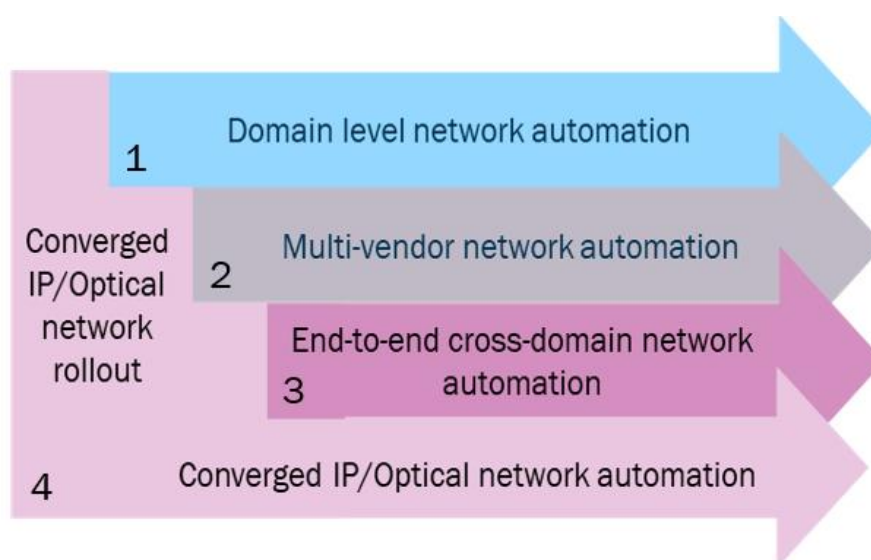 Domain level network automation
1
Converged
IP/Optical
network
rollout
Multi-vendor network automation
2
End-to-end cross-domain network
automation
3
4
Converged IP/Optical network automation